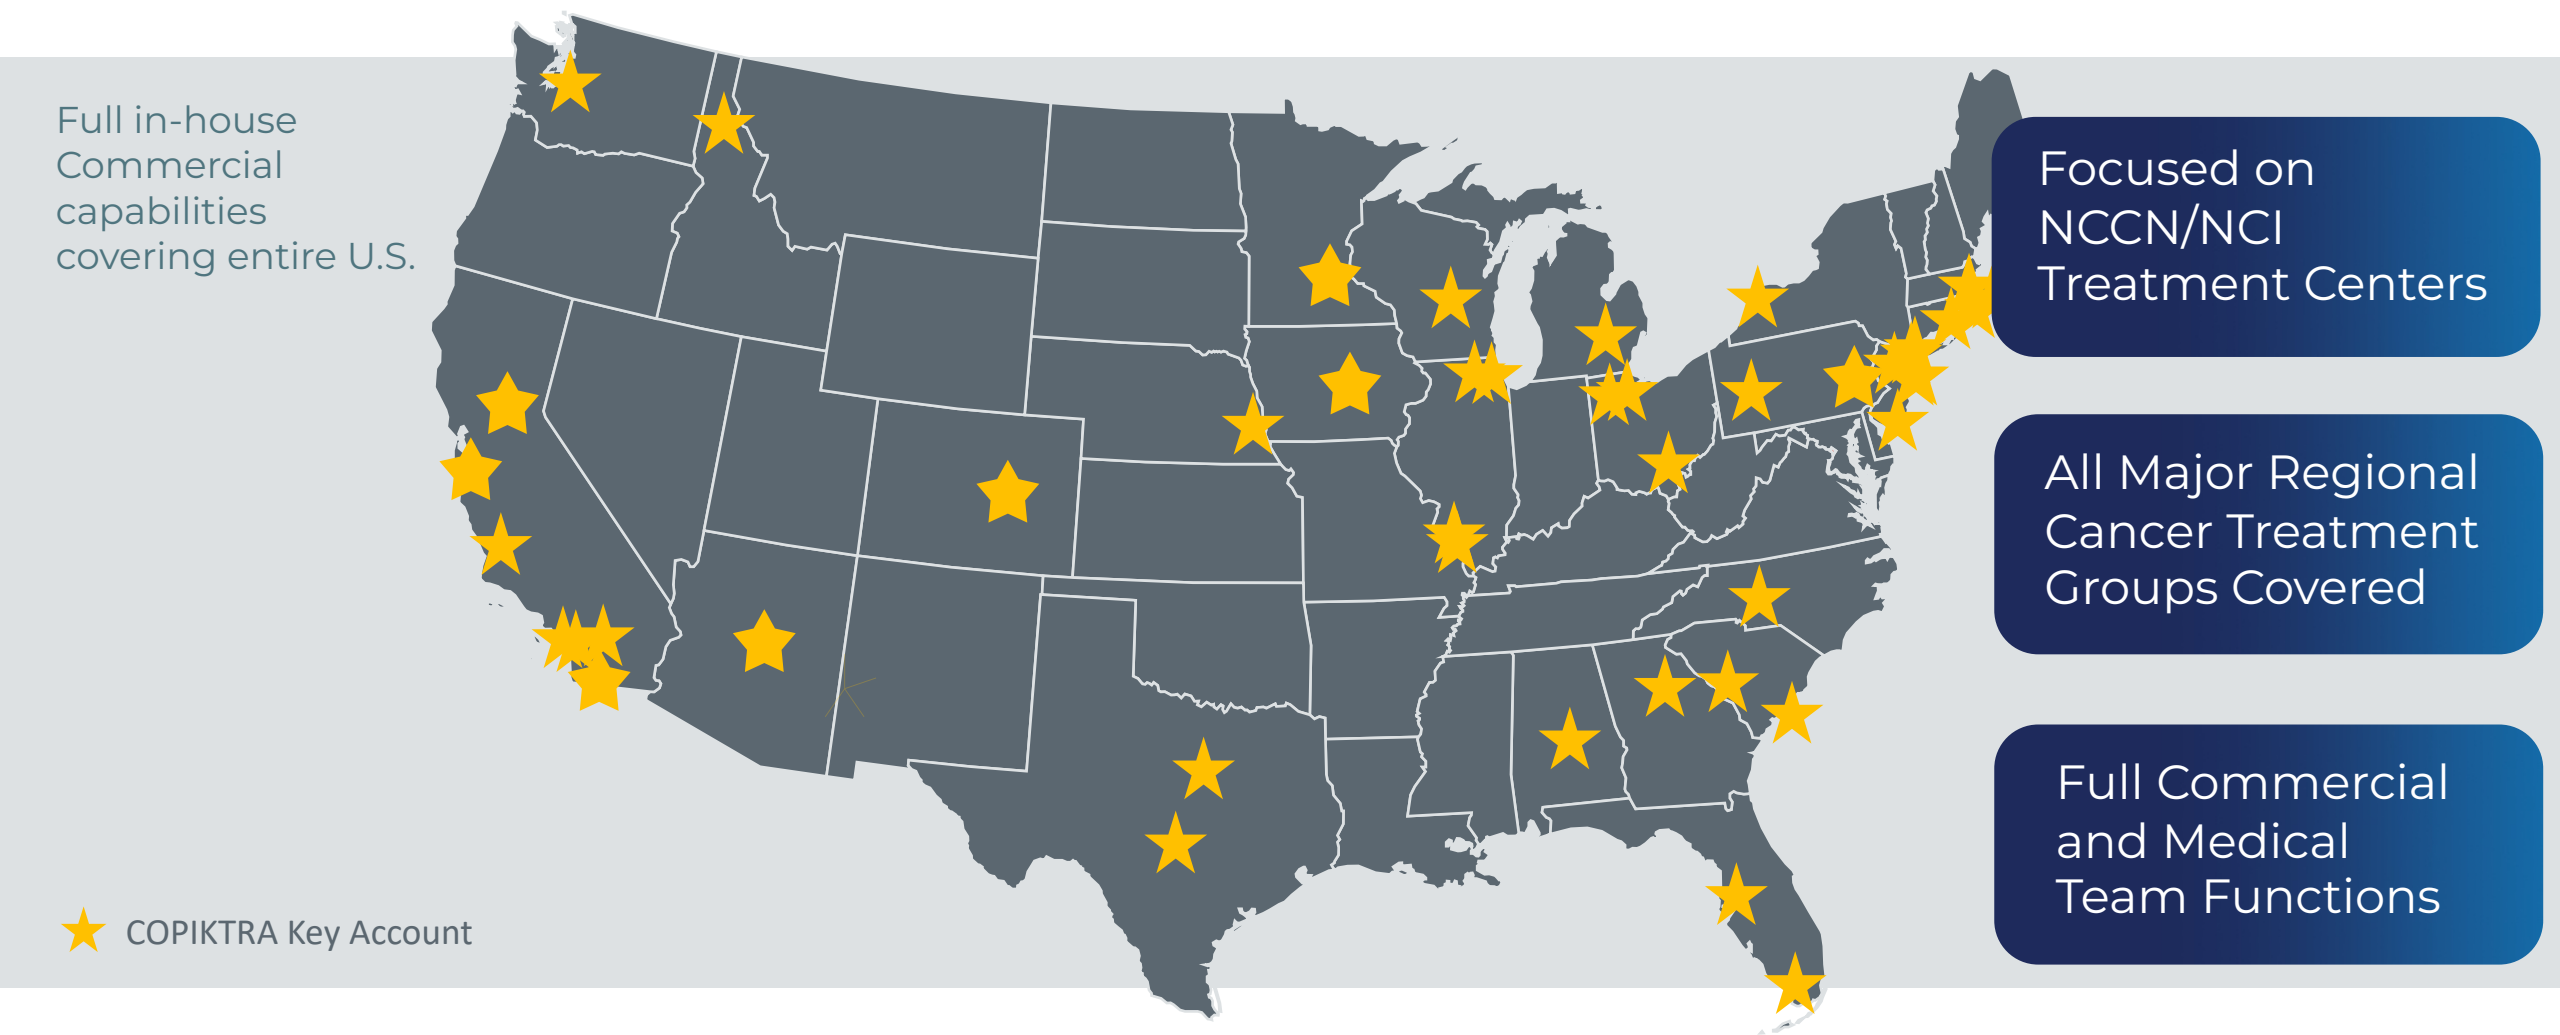 Full in-house
Commercial
capabilities
covering entire U.S.
Focused on
NCCN/NCI
Treatment Centers
All Major Regional
Cancer Treatment
Groups Covered
Full Commercial
and Medical
Team Functions
COPIKTRA Key Account